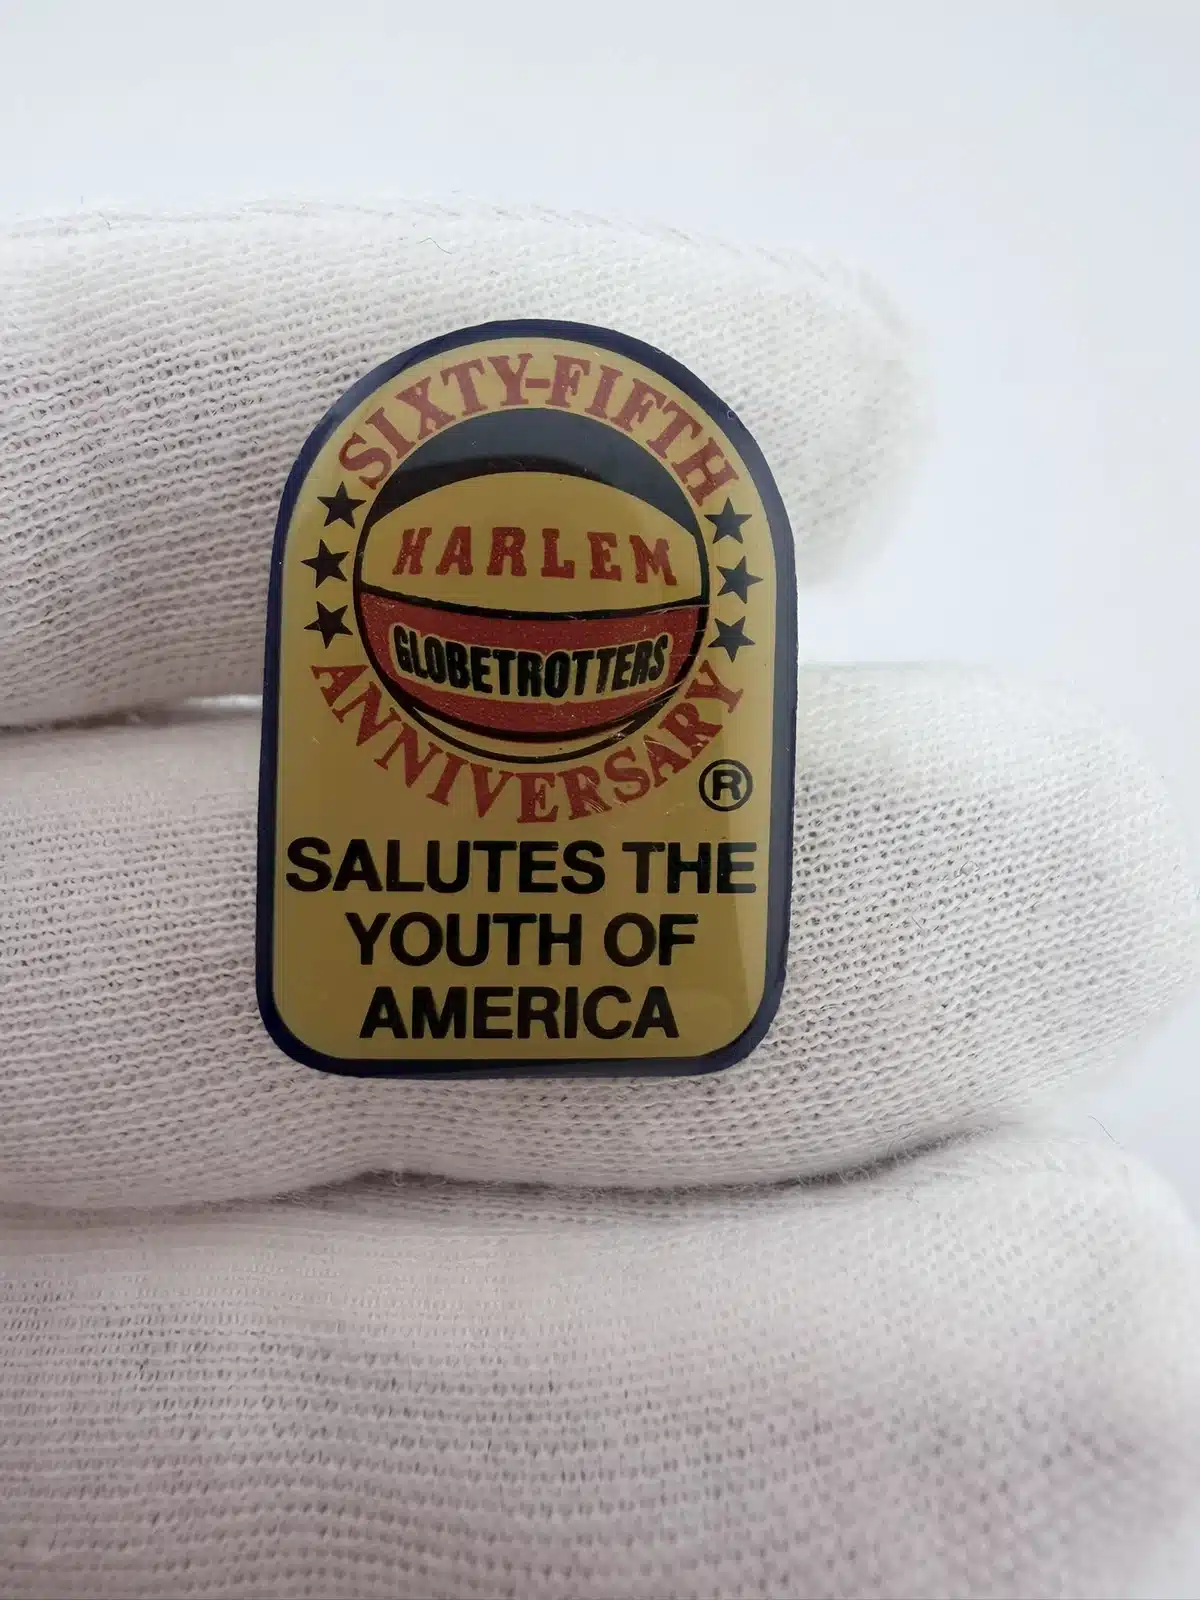 SIXTY-FIFTH
HARLEM
GLOBETROTTERS
ANNIVERSARY
®
SALUTES THE
YOUTH OF
AMERICA